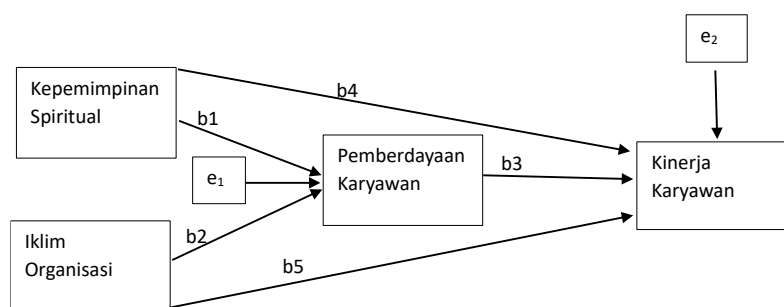 e₂
Kepemimpinan
Spiritual
b4
b1
Pemberdayaan
Karyawan
b3
Kinerja
Karyawan
e₁
b2
Iklim
Organisasi
b5